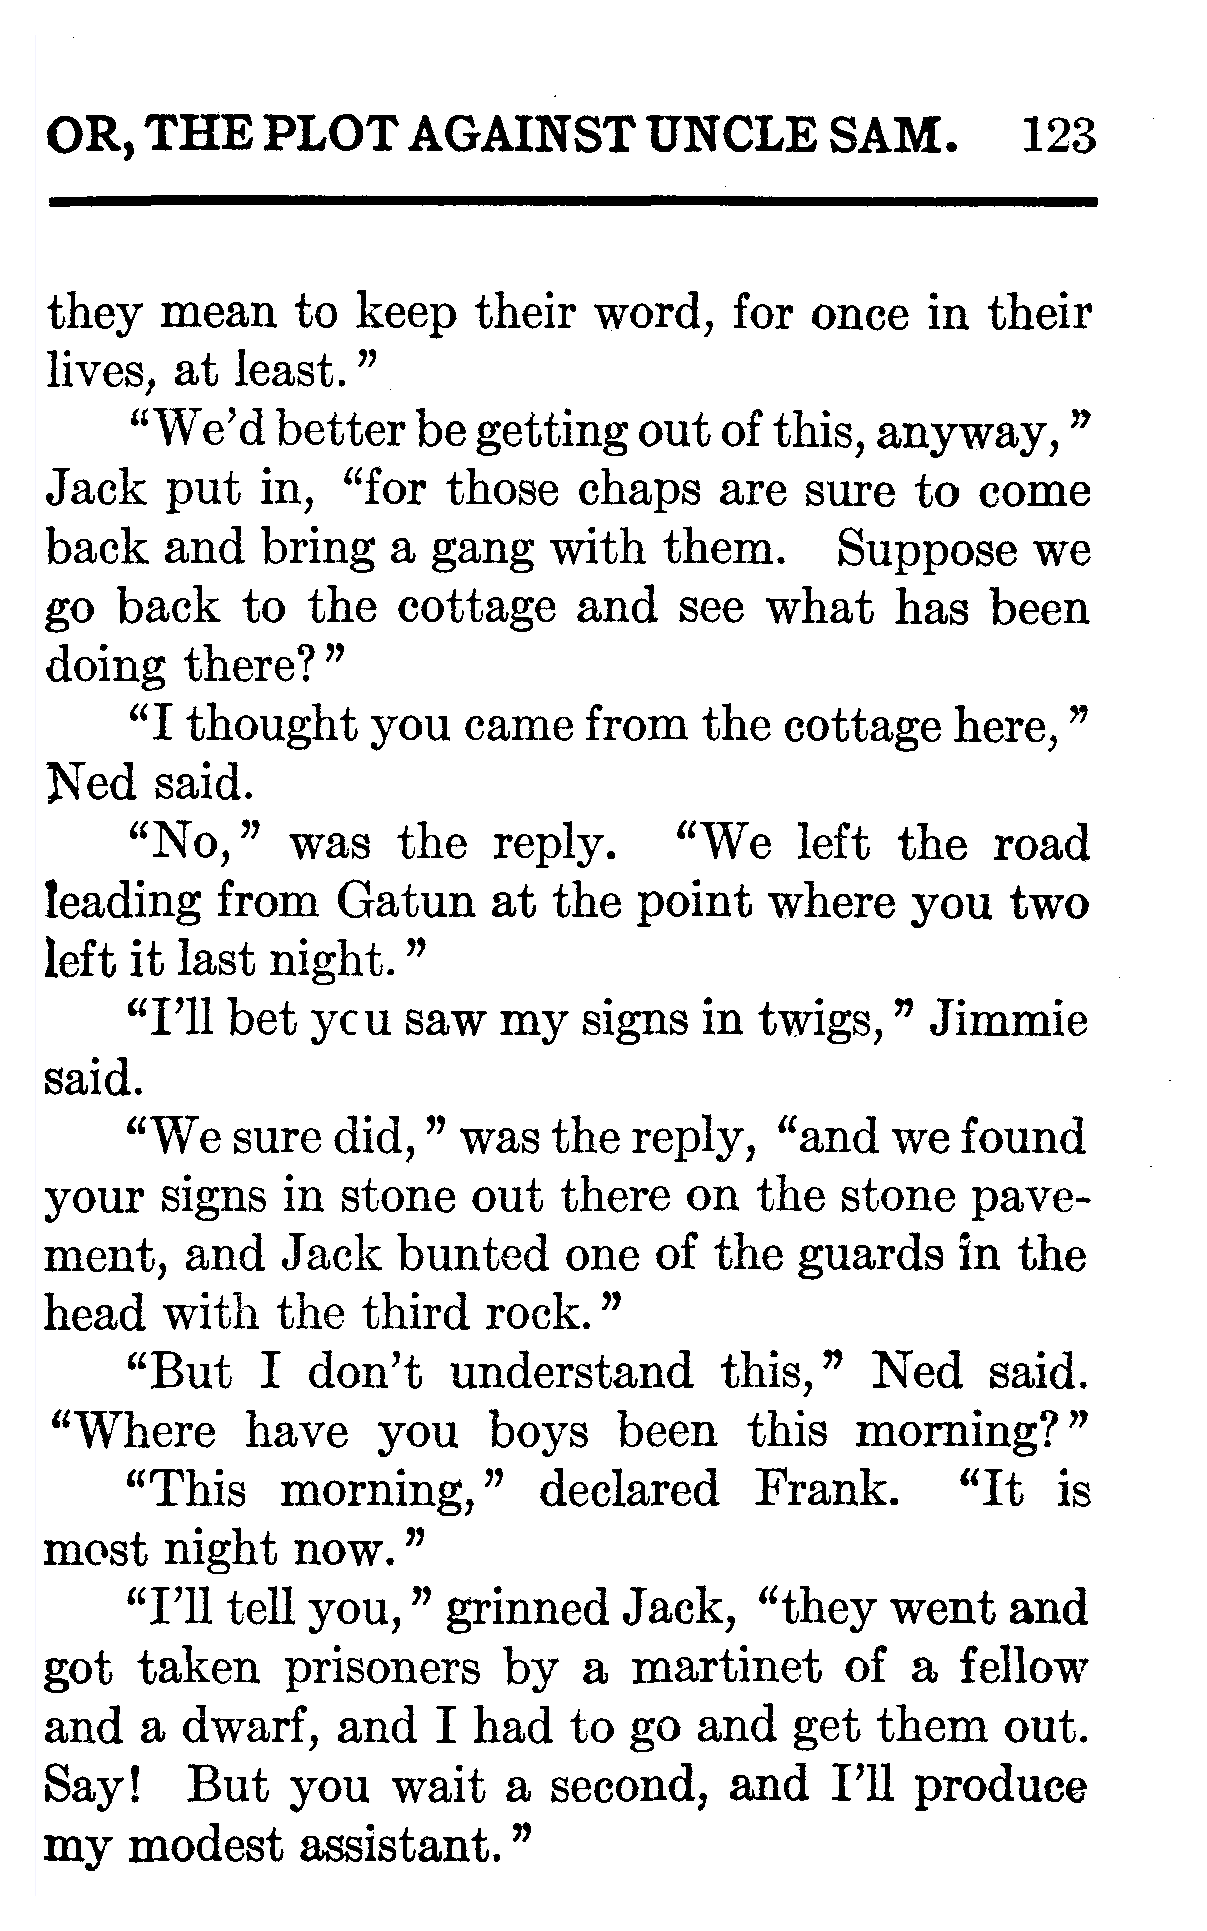 OR, THE PLOT AGAINST UNCLE SAM. 123
they mean to keep their word, for once in their
lives, at least."
"We'd better be getting out of this, anyway,"
Jack put in, "for those chaps are sure to come
back and bring a gang with them. Suppose we
go back to the cottage and see what has been
doing there?"
"I thought you came from the cottage here,"
Ned said.
"No," was the reply. "We left the road
leading from Gatun at the point where you two
left it last night."
"I'll bet ycu saw my signs in twigs," Jimmie
said.
"We sure did," was the reply, "and we found
your signs in stone out there on the stone pave-
ment, and Jack bunted one of the guards in the
head with the third rock."
"But I don't understand this," Ned said.
"Where have you boys been this morning?"
"This morning," declared Frank. "It is
most night now."
"I'll tell you," grinned Jack, "they went and
got taken prisoners by a martinet of a fellow
and a dwarf, and I had to go and get them out.
Say! But you wait a second, and I'll produce
my modest assistant."